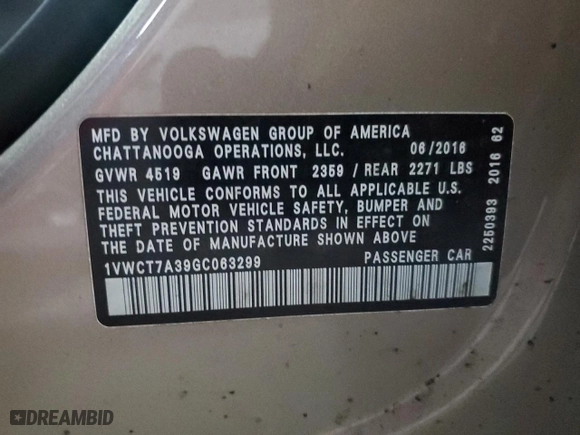 MFD BY VOLKSWAGEN GROUP OF AMERICA
CHATTANOOGA OPERATIONS, LLC. 06/2016
GVWR 4519 GAWR FRONT 2359 / REAR 2271 LBS
THIS VEHICLE CONFORMS TO ALL APPLICABLE U.S.
FEDERAL MOTOR VEHICLE SAFETY, BUMPER AND
THEFT PREVENTION STANDARDS IN EFFECT ON
THE DATE OF MANUFACTURE SHOWN ABOVE
1VWCT7A39GC063299 PASSENGER CAR
2250393 2016 62
DREAMBID